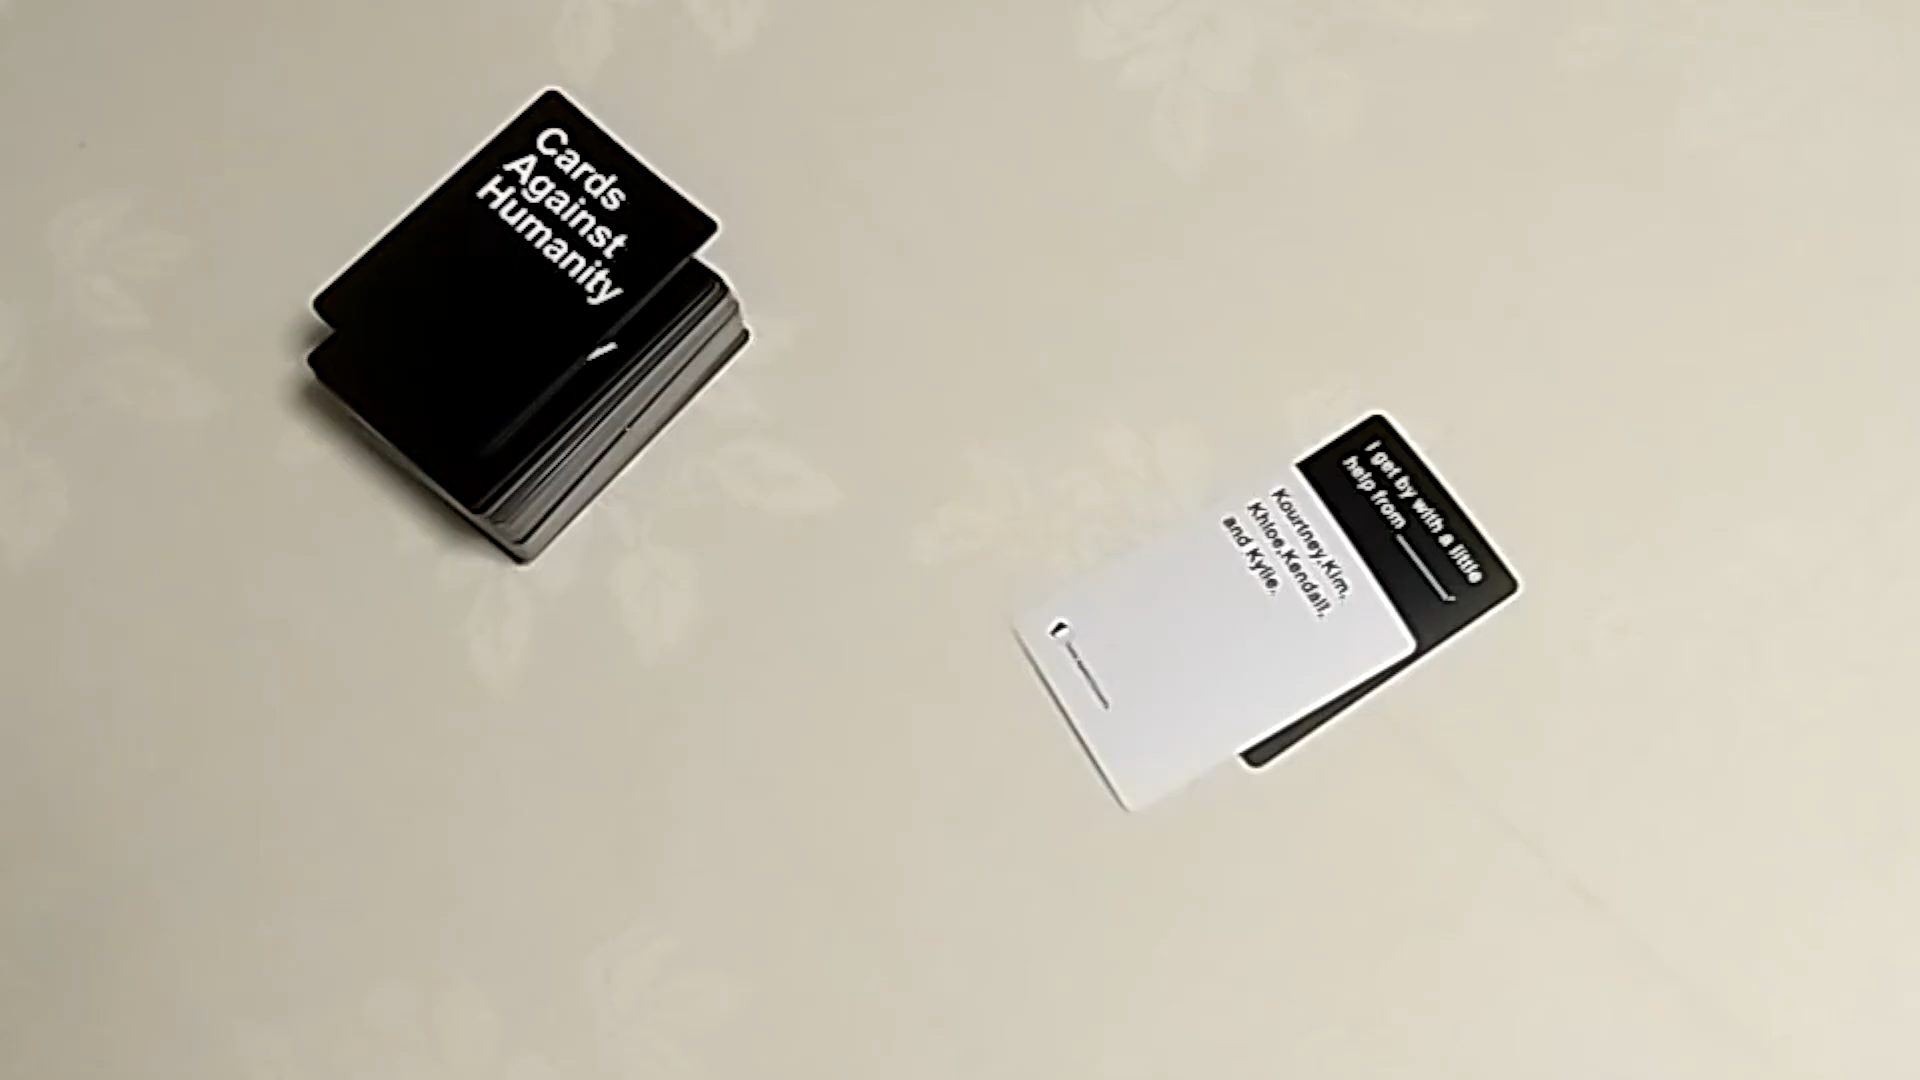 Cards
Against
Humanity
I get by with a little
help from ______.
Kourtney,Kim,
Khloe,Kendall,
and Kylie.